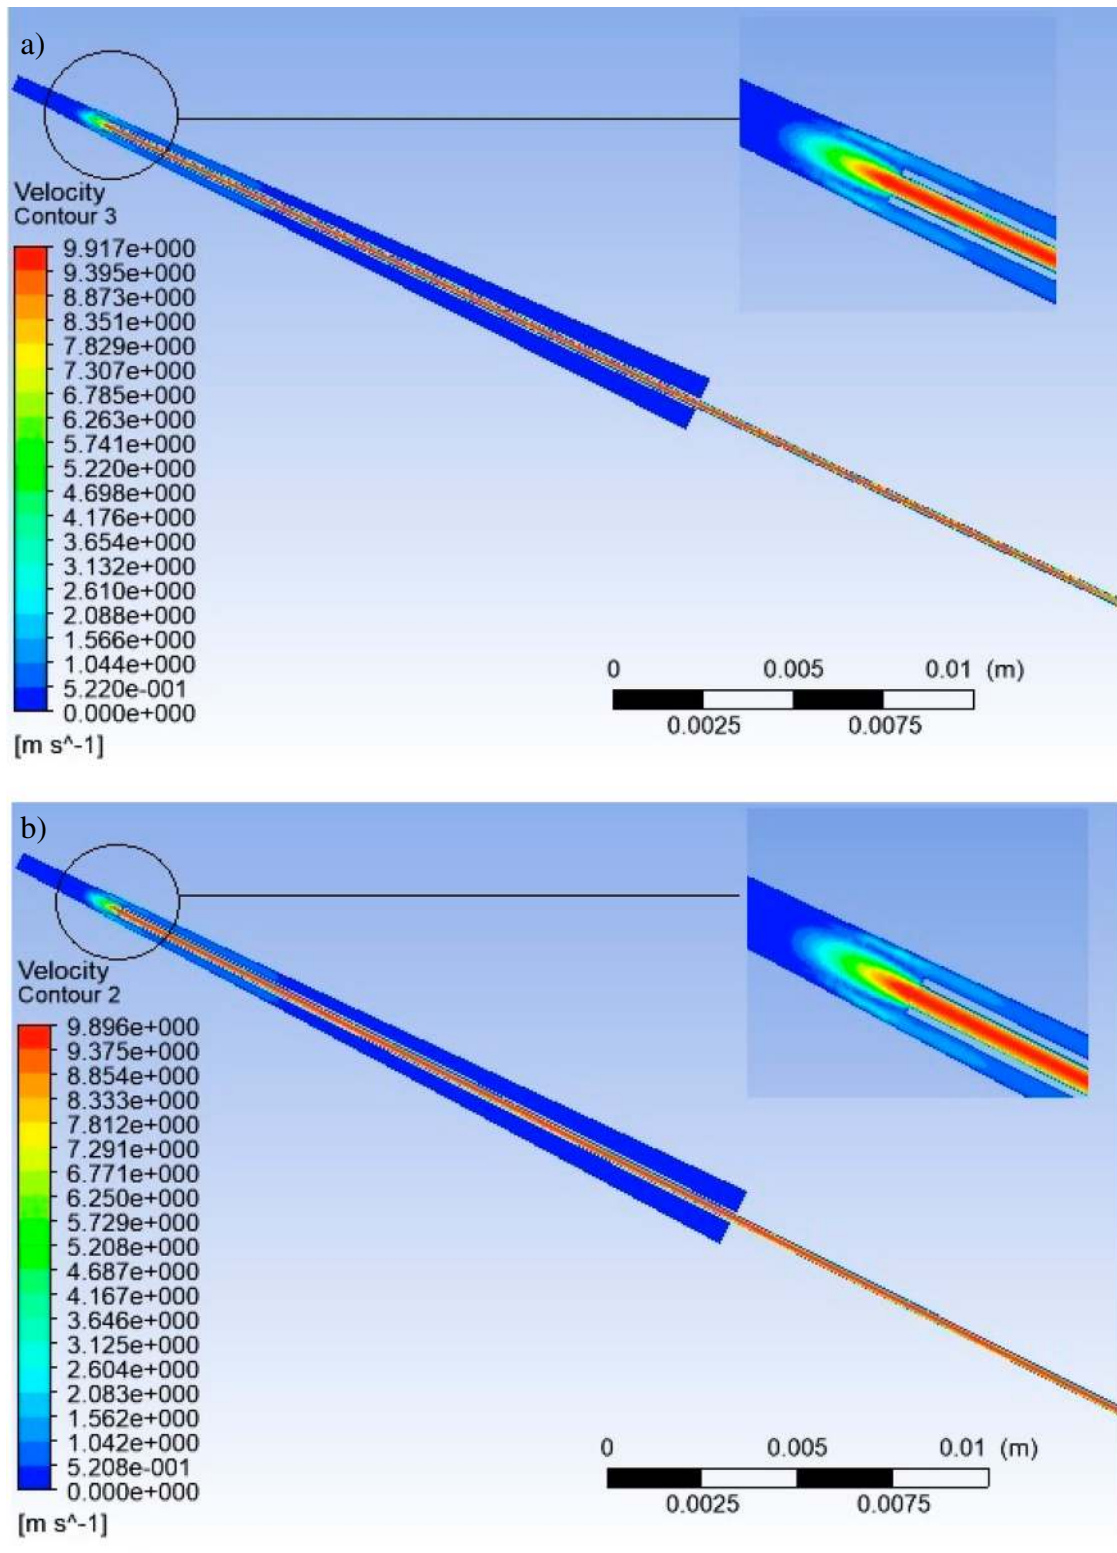 a)
Velocity
Contour 3
9.917e+000
9.395e+000
8.873e+000
8.351e+000
7.829e+000
7.307e+000
6.785e+000
6.263e+000
5.741e+000
5.220e+000
4.698e+000
4.176e+000
3.654e+000
3.132e+000
2.610e+000
2.088e+000
1.566e+000
1.044e+000
5.220e-001
0.000e+000
[m s^-1]
0 0.005 0.01 (m)
0.0025 0.0075
b)
Velocity
Contour 2
9.896e+000
9.375e+000
8.854e+000
8.333e+000
7.812e+000
7.291e+000
6.771e+000
6.250e+000
5.729e+000
5.208e+000
4.687e+000
4.167e+000
3.646e+000
3.125e+000
2.604e+000
2.083e+000
1.562e+000
1.042e+000
5.208e-001
0.000e+000
[m s^-1]
0 0.005 0.01 (m)
0.0025 0.0075